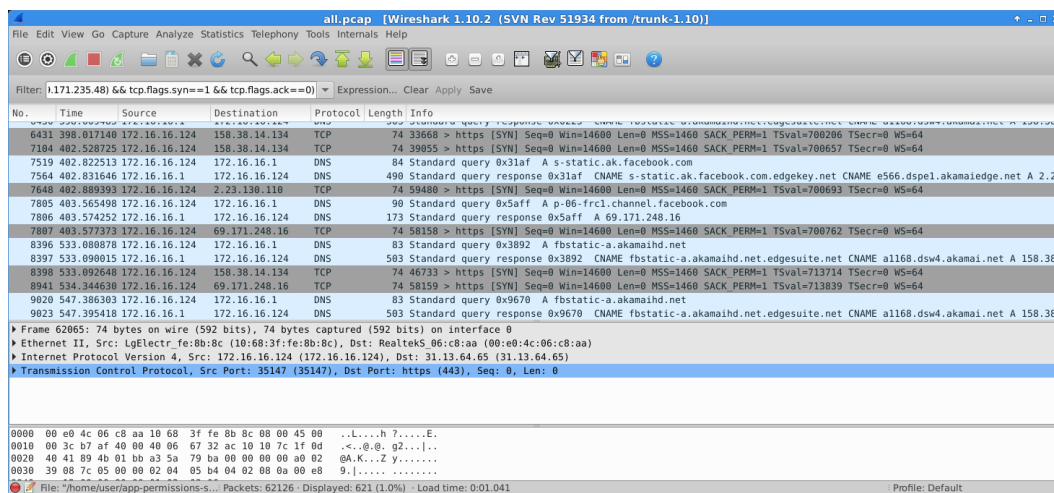 all.pcap [Wireshark 1.10.2 (SVN Rev 51934 from /trunk-1.10)]
File Edit View Go Capture Analyze Statistics Telephony Tools Internals Help
Filter: ).171.235.48) && tcp.flags.syn==1 && tcp.flags.ack==0) Expression... Clear Apply Save
No. Time Source Destination Protocol Length Info
6431 398.017140 172.16.16.124 158.38.14.134 TCP 74 33668 > https [SYN] Seq=0 Win=14600 Len=0 MSS=1460 SACK_PERM=1 TSval=700206 TSecr=0 WS=64
7104 402.528725 172.16.16.124 158.38.14.134 TCP 74 39055 > https [SYN] Seq=0 Win=14600 Len=0 MSS=1460 SACK_PERM=1 TSval=700657 TSecr=0 WS=64
7519 402.822513 172.16.16.124 172.16.16.1 DNS 84 Standard query 0x31af A s-static.ak.facebook.com
7564 402.831646 172.16.16.1 172.16.16.124 DNS 490 Standard query response 0x31af CNAME s-static.ak.facebook.com.edgekey.net CNAME e566.dspe1.akamaiedge.net A 2.2
7648 402.889393 172.16.16.124 2.23.130.110 TCP 74 59480 > https [SYN] Seq=0 Win=14600 Len=0 MSS=1460 SACK_PERM=1 TSval=700693 TSecr=0 WS=64
7805 403.565498 172.16.16.124 172.16.16.1 DNS 90 Standard query 0x5aff A p-06-frc1.channel.facebook.com
7806 403.574252 172.16.16.1 172.16.16.124 DNS 173 Standard query response 0x5aff A 69.171.248.16
7807 403.577373 172.16.16.124 69.171.248.16 TCP 74 58158 > https [SYN] Seq=0 Win=14600 Len=0 MSS=1460 SACK_PERM=1 TSval=700762 TSecr=0 WS=64
8396 533.080878 172.16.16.124 172.16.16.1 DNS 83 Standard query 0x3892 A fbstatic-a.akamaihd.net
8397 533.090015 172.16.16.1 172.16.16.124 DNS 503 Standard query response 0x3892 CNAME fbstatic-a.akamaihd.net.edgesuite.net CNAME a1168.dsw4.akamai.net A 158.38
8398 533.092648 172.16.16.124 158.38.14.134 TCP 74 46733 > https [SYN] Seq=0 Win=14600 Len=0 MSS=1460 SACK_PERM=1 TSval=713714 TSecr=0 WS=64
8941 534.344630 172.16.16.124 69.171.248.16 TCP 74 58159 > https [SYN] Seq=0 Win=14600 Len=0 MSS=1460 SACK_PERM=1 TSval=713839 TSecr=0 WS=64
9020 547.386303 172.16.16.124 172.16.16.1 DNS 83 Standard query 0x9670 A fbstatic-a.akamaihd.net
9023 547.395418 172.16.16.1 172.16.16.124 DNS 503 Standard query response 0x9670 CNAME fbstatic-a.akamaihd.net.edgesuite.net CNAME a1168.dsw4.akamai.net A 158.38
Frame 62065: 74 bytes on wire (592 bits), 74 bytes captured (592 bits) on interface 0
Ethernet II, Src: LgElectr_fe:8b:8c (10:68:3f:fe:8b:8c), Dst: RealtekS_06:c8:aa (00:e0:4c:06:c8:aa)
Internet Protocol Version 4, Src: 172.16.16.124 (172.16.16.124), Dst: 31.13.64.65 (31.13.64.65)
Transmission Control Protocol, Src Port: 35147 (35147), Dst Port: https (443), Seq: 0, Len: 0
0000 00 e0 4c 06 c8 aa 10 68 3f fe 8b 8c 08 00 45 00 ..L....h ?.....E.
0010 00 3c b7 af 40 00 40 06 67 32 ac 10 10 7c 1f 0d .<..@.@. g2...|..
0020 40 41 89 4b 01 bb a3 5a 79 ba 00 00 00 00 a0 02 @A.K...Z y.......
0030 39 08 7c 05 00 00 02 04 05 b4 04 02 08 0a 00 e8 9.|..... ........
File: "/home/user/app-permissions-s... Packets: 62126 · Displayed: 621 (1.0%) · Load time: 0:01.041 Profile: Default